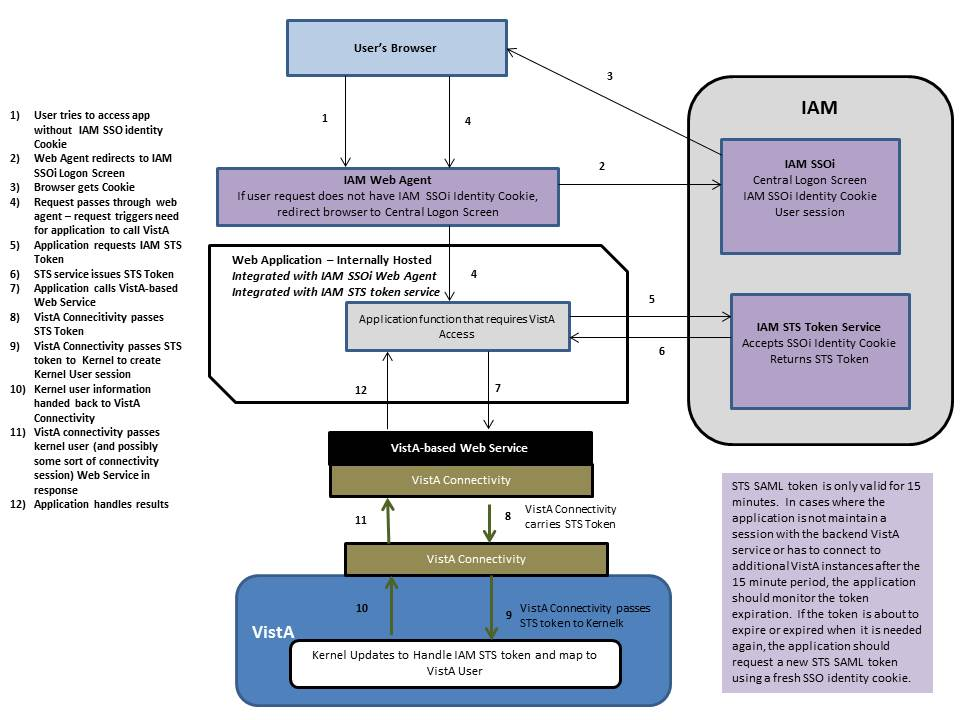 User's Browser
3
IAM
1
4
1) User tries to access app
without IAM SSO identity
Cookie
2) Web Agent redirects to IAM
SSOi Logon Screen
3) Browser gets Cookie
4) Request passes through web
agent – request triggers need
for application to call VistA
5) Application requests IAM STS
Token
6) STS service issues STS Token
7) Application calls VistA-based
Web Service
8) VistA Connecitivity passes
STS Token
9) VistA Connectivity passes STS
token to Kernel to create
Kernel User session
10) Kernel user information
handed back to VistA
Connectivity
11) VistA connectivity passes
kernel user (and possibly
some sort of connectivity
session) Web Service in
response
12) Application handles results
IAM Web Agent
If user request does not have IAM SSOi Identity Cookie,
redirect browser to Central Logon Screen
2
IAM SSOi
Central Logon Screen
IAM SSOi Identity Cookie
User session
Web Application – Internally Hosted
Integrated with IAM SSOi Web Agent
Integrated with IAM STS token service
4
Application function that requires VistA
Access
5
6
IAM STS Token Service
Accepts SSOi Identity Cookie
Returns STS Token
12
7
VistA-based Web Service
VistA Connectivity
11
8
VistA Connectivity
carries STS Token
VistA Connectivity
10
9
VistA Connectivity passes
STS token to Kernelk
VistA
Kernel Updates to Handle IAM STS token and map to
VistA User
STS SAML token is only valid for 15
minutes. In cases where the
application is not maintain a
session with the backend VistA
service or has to connect to
additional VistA instances after the
15 minute period, the application
should monitor the token
expiration. If the token is about to
expire or expired when it is needed
again, the application should
request a new STS SAML token
using a fresh SSO identity cookie.